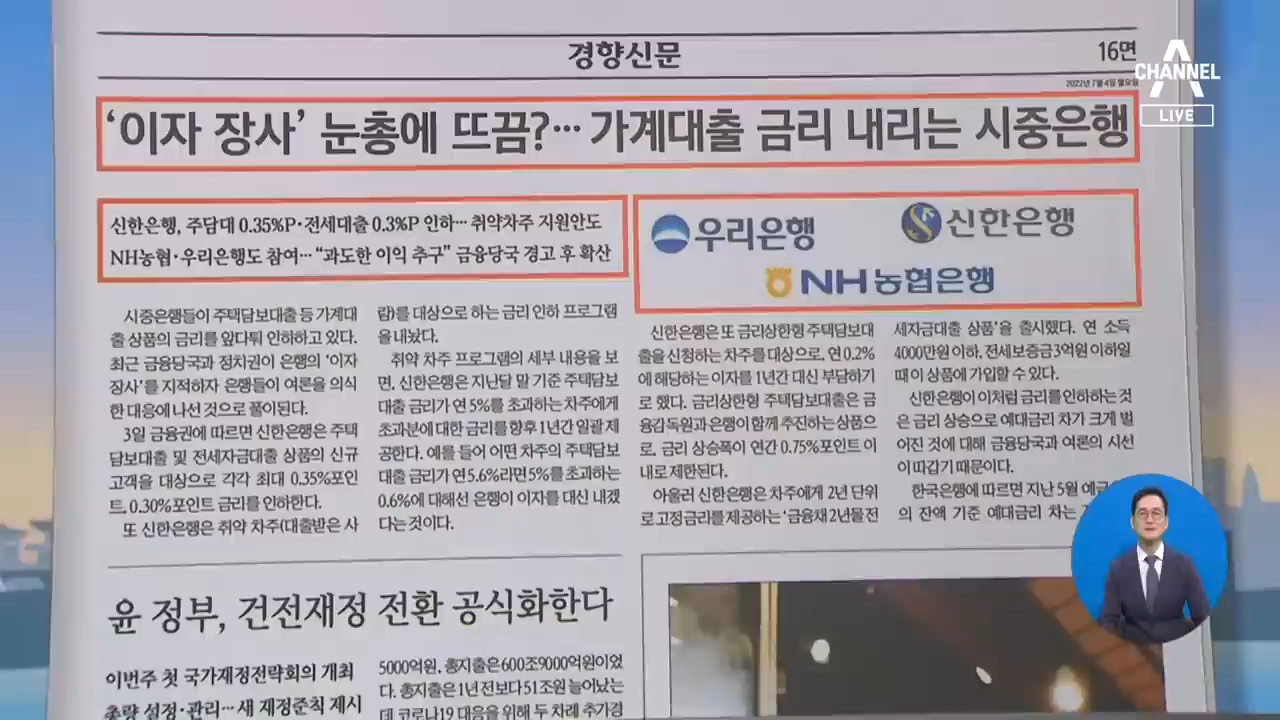 경향신문
16면
2022년 7월 4일 월요일
CHANNEL A
LIVE
‘이자 장사’ 눈총에 뜨끔?… 가계대출 금리 내리는 시중은행
신한은행, 주담대 0.35%P·전세대출 0.3%P 인하… 취약차주 지원안도
NH농협·우리은행도 참여… “과도한 이익 추구” 금융당국 경고 후 확산
우리은행
신한은행
NH농협은행
시중은행들이 주택담보대출 등 가계대
출 상품의 금리를 앞다퉈 인하하고 있다.
최근 금융당국과 정치권이 은행의 ‘이자
장사’를 지적하자 은행들이 여론을 의식
한 대응에 나선 것으로 풀이된다.
3일 금융권에 따르면 신한은행은 주택
담보대출 및 전세자금대출 상품의 신규
고객을 대상으로 각각 최대 0.35%포인
트, 0.30%포인트 금리를 인하한다.
또 신한은행은 취약 차주(대출받은 사
람)를 대상으로 하는 금리 인하 프로그램
을 내놨다.
취약 차주 프로그램의 세부 내용을 보
면, 신한은행은 지난달 말 기준 주택담보
대출 금리가 연 5%를 초과하는 차주에게
초과분에 대한 금리를 향후 1년간 일괄 제
공한다. 예를 들어 어떤 차주의 주택담보
대출 금리가 연 5.6%라면 5%를 초과하는
0.6%에 대해선 은행이 이자를 대신 내겠
다는 것이다.
신한은행은 또 금리상한형 주택담보대
출을 신청하는 차주를 대상으로, 연 0.2%
에 해당하는 이자를 1년간 대신 부담하기
로 했다. 금리상한형 주택담보대출은 금
융감독원과 은행이 함께 추진하는 상품으
로, 금리 상승폭이 연간 0.75%포인트 이
내로 제한된다.
아울러 신한은행은 차주에게 2년 단위
로 고정금리를 제공하는 ‘금융채 2년물 전
세자금대출 상품’을 출시했다. 연 소득
4000만원 이하, 전세보증금 3억원 이하일
때 이 상품에 가입할 수 있다.
신한은행이 이처럼 금리를 인하하는 것
은 금리 상승으로 예대금리 차가 크게 벌
어진 것에 대해 금융당국과 여론의 시선
이 따갑기 때문이다.
한국은행에 따르면 지난 5월 예금
의 잔액 기준 예대금리 차는
윤 정부, 건전재정 전환 공식화한다
이번주 첫 국가재정전략회의 개최
총량 설정·관리… 새 재정준칙 제시
5000억원, 총지출은 600조9000억원이었
다. 총지출은 1년 전보다 51조원 늘어났는
데 코로나19 대응을 위해 두 차례 추가경